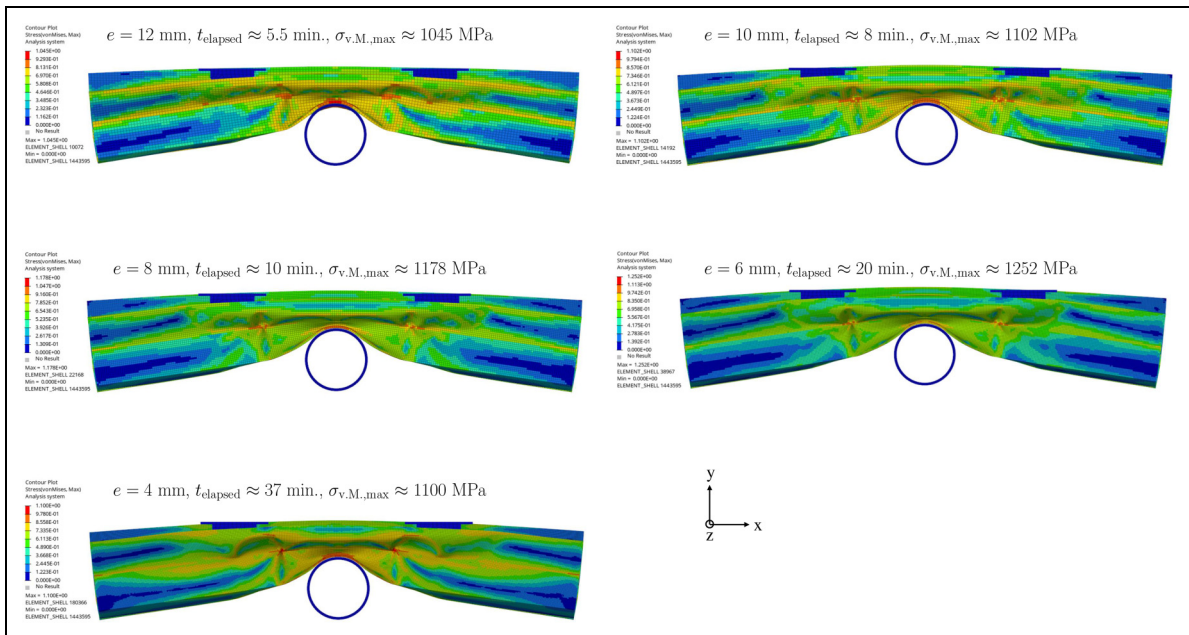 Contour Plot
Stress(vonMises, Max)
Analysis system
1.045E+00
9.293E-01
8.131E-01
6.970E-01
5.808E-01
4.646E-01
3.485E-01
2.323E-01
1.162E-01
0.000E+00
No Result
Max = 1.045E+00
ELEMENT_SHELL 10072
Min = 0.000E+00
ELEMENT_SHELL 1443595
e = 12 mm, t_elapsed ≈ 5.5 min., σ_v.M.,max ≈ 1045 MPa
Contour Plot
Stress(vonMises, Max)
Analysis system
1.102E+00
9.794E-01
8.570E-01
7.346E-01
6.121E-01
4.897E-01
3.673E-01
2.449E-01
1.224E-01
0.000E+00
No Result
Max = 1.102E+00
ELEMENT_SHELL 14192
Min = 0.000E+00
ELEMENT_SHELL 1443595
e = 10 mm, t_elapsed ≈ 8 min., σ_v.M.,max ≈ 1102 MPa
Contour Plot
Stress(vonMises, Max)
Analysis system
1.178E+00
1.047E+00
9.160E-01
7.852E-01
6.543E-01
5.235E-01
3.926E-01
2.617E-01
1.309E-01
0.000E+00
No Result
Max = 1.178E+00
ELEMENT_SHELL 22168
Min = 0.000E+00
ELEMENT_SHELL 1443595
e = 8 mm, t_elapsed ≈ 10 min., σ_v.M.,max ≈ 1178 MPa
Contour Plot
Stress(vonMises, Max)
Analysis system
1.252E+00
1.113E+00
9.742E-01
8.350E-01
6.958E-01
5.567E-01
4.175E-01
2.783E-01
1.392E-01
0.000E+00
No Result
Max = 1.252E+00
ELEMENT_SHELL 38967
Min = 0.000E+00
ELEMENT_SHELL 1443595
e = 6 mm, t_elapsed ≈ 20 min., σ_v.M.,max ≈ 1252 MPa
Contour Plot
Stress(vonMises, Max)
Analysis system
1.100E+00
9.780E-01
8.558E-01
7.335E-01
6.113E-01
4.890E-01
3.668E-01
2.445E-01
1.223E-01
0.000E+00
No Result
Max = 1.100E+00
ELEMENT_SHELL 180366
Min = 0.000E+00
ELEMENT_SHELL 1443595
e = 4 mm, t_elapsed ≈ 37 min., σ_v.M.,max ≈ 1100 MPa
y
x
z